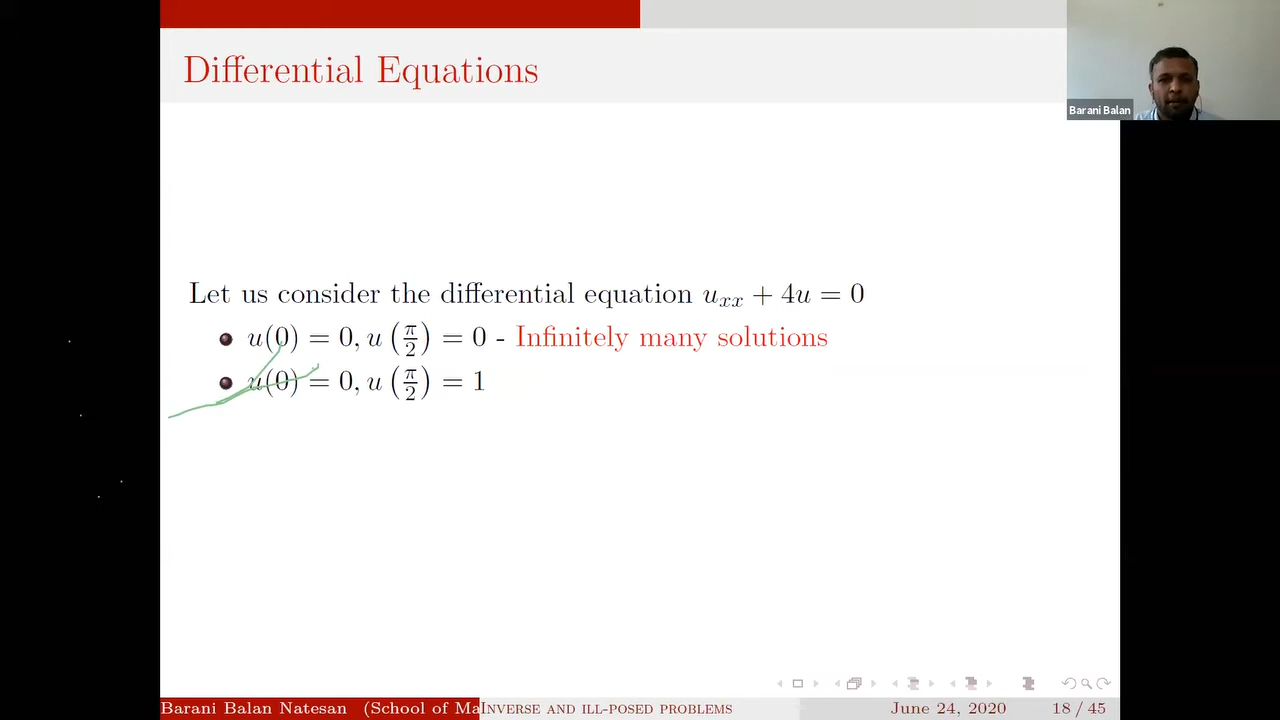 Differential Equations
Barani Balan
Let us consider the differential equation uₓₓ + 4u = 0
u(0) = 0, u(π/2) = 0 - Infinitely many solutions
u(0) = 0, u(π/2) = 1
Barani Balan Natesan (School of Ma
INVERSE AND ILL-POSED PROBLEMS
June 24, 2020
18 / 45